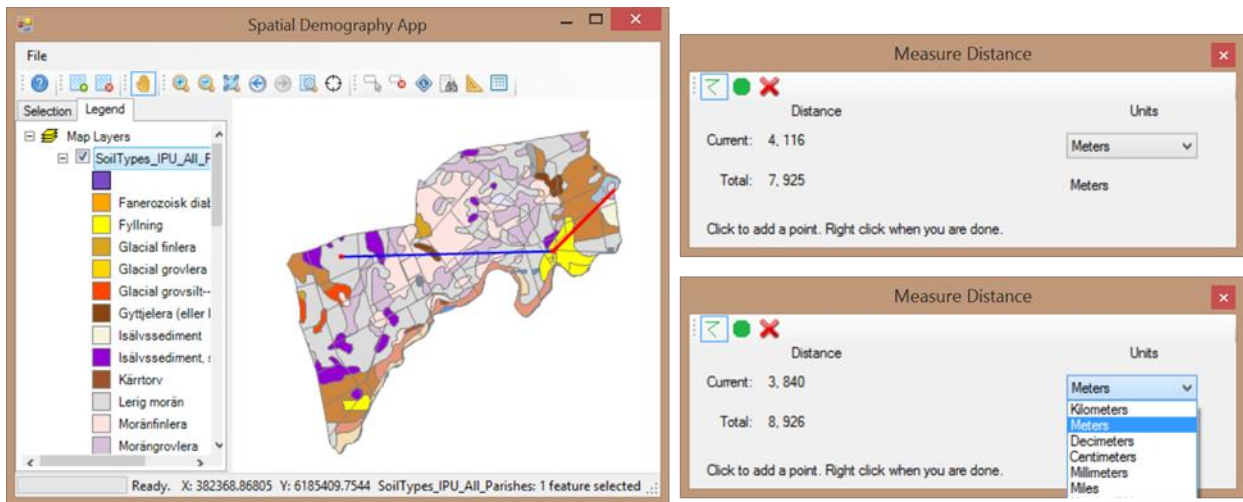 Spatial Demography App
File
Selection Legend
Map Layers
SoilTypes_IPU_All_F
Fanerozoisk diab
Fyllning
Glacial finlera
Glacial grovlera
Glacial grovsilt--
Gyttjelera (eller l
Isälvssediment
Isälvssediment, s
Kärrtorv
Lerig morän
Moränfinlera
Morängrovlera
Ready. X: 382368.86805 Y: 6185409.7544 SoilTypes_IPU_All_Parishes: 1 feature selected
Measure Distance
Distance Units
Current: 4, 116 Meters
Total: 7, 925 Meters
Click to add a point. Right click when you are done.
Measure Distance
Distance Units
Current: 3, 840 Meters
Kilometers
Total: 8, 926 Meters
Decimeters
Centimeters
Click to add a point. Right click when you are done. Millimeters
Miles